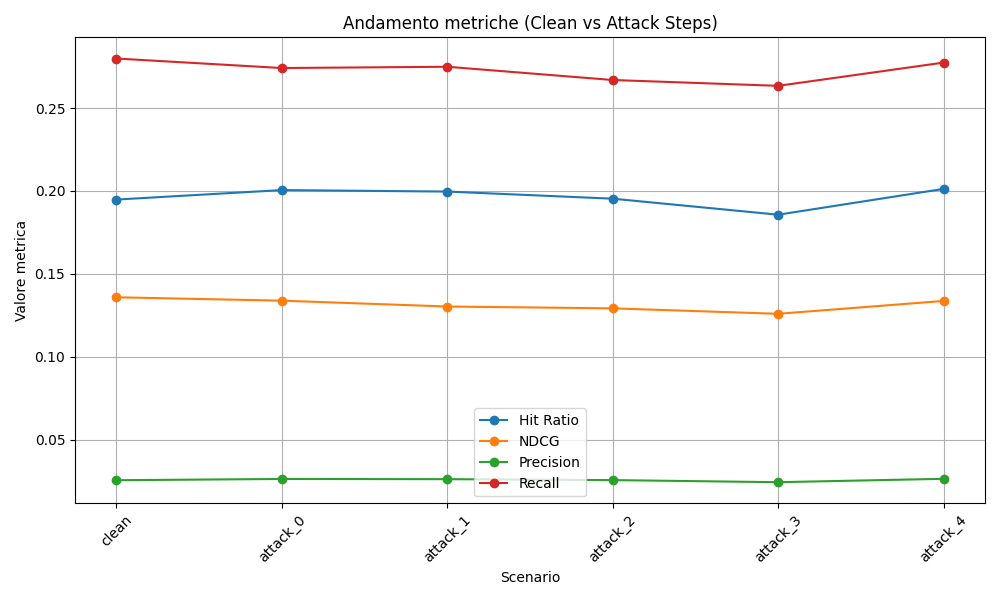 Andamento metriche (Clean vs Attack Steps)
Valore metrica
0.25
0.20
0.15
0.10
0.05
Hit Ratio
NDCG
Precision
Recall
clean
attack_0
attack_1
attack_2
attack_3
attack_4
Scenario